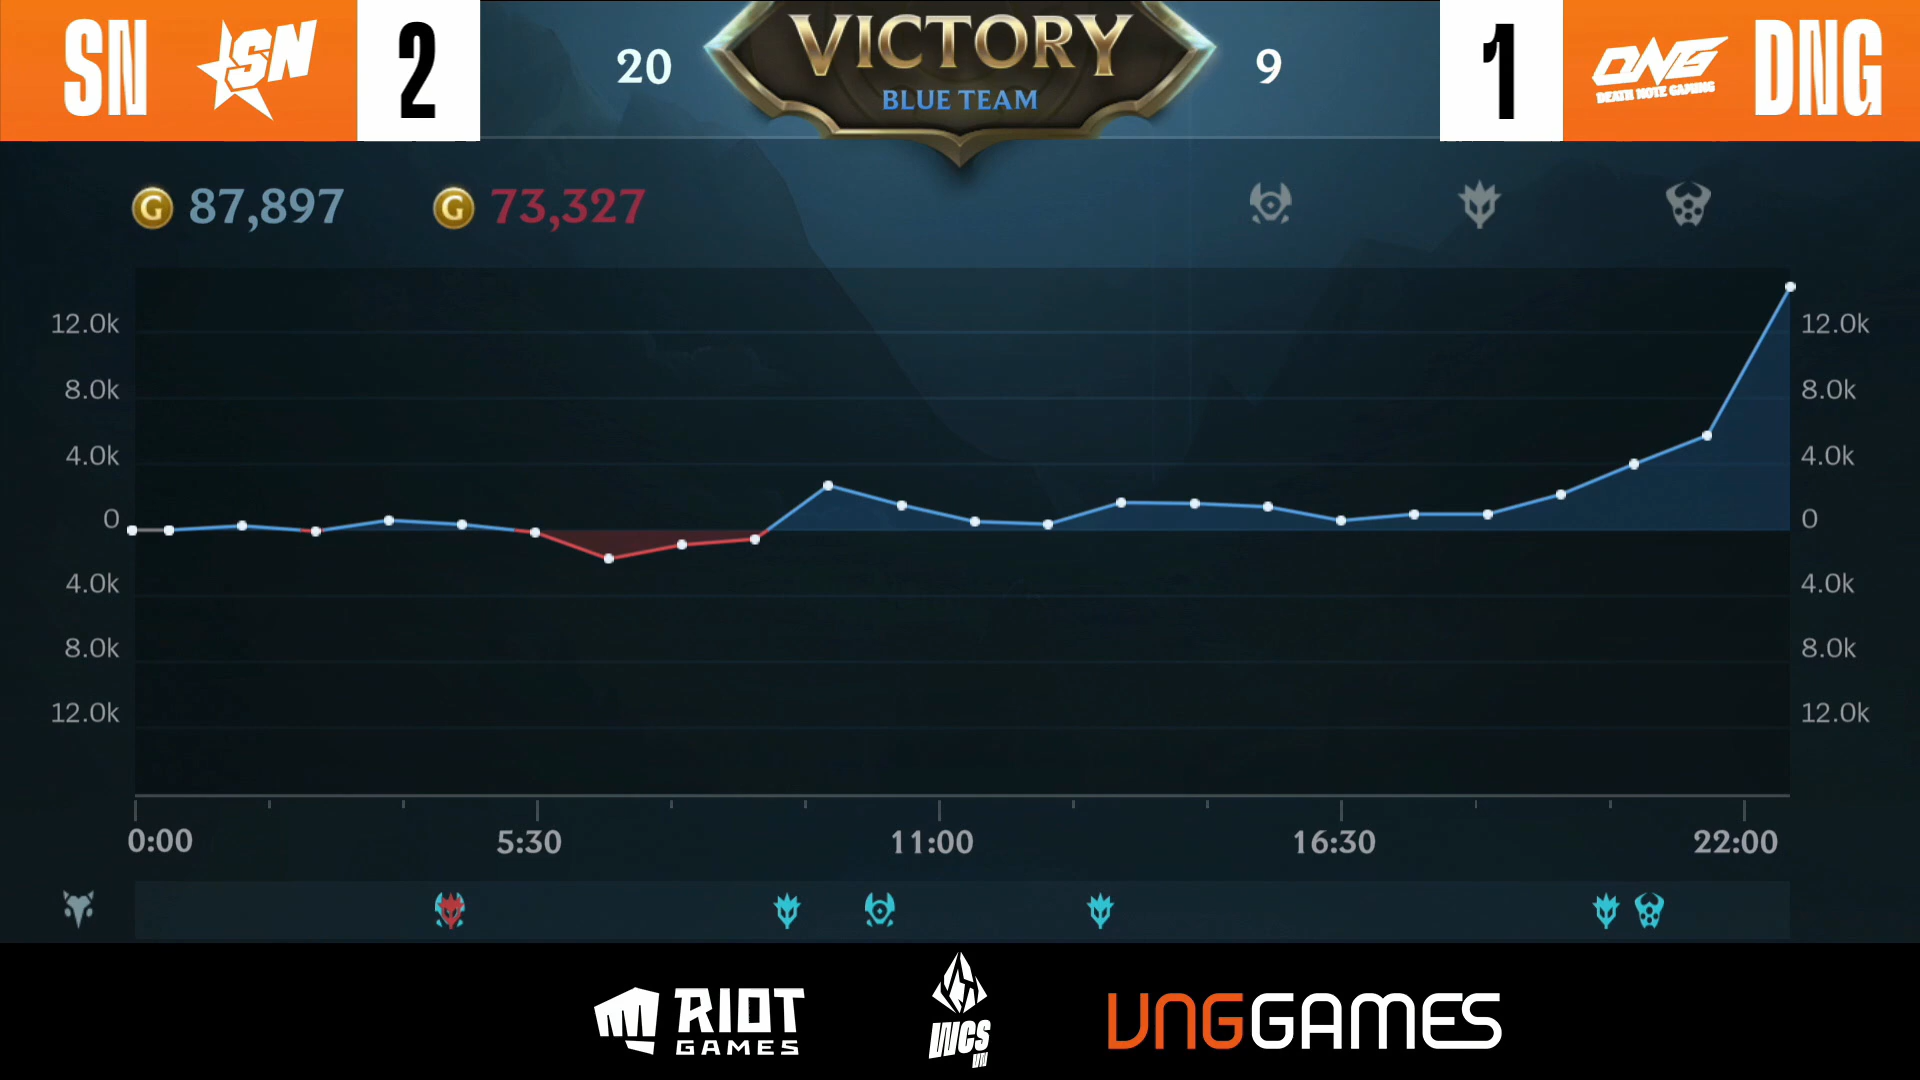 SN SN 2 20 VICTORY 9 1 DNG DNG
BLUE TEAM
DEATH NOTE GAMING
G 87,897 G 73,327
12.0k 12.0k
8.0k 8.0k
4.0k 4.0k
0 0
4.0k 4.0k
8.0k 8.0k
12.0k 12.0k
0:00 5:30 11:00 16:30 22:00
RIOT GAMES
WCS
VN
VNGGAMES